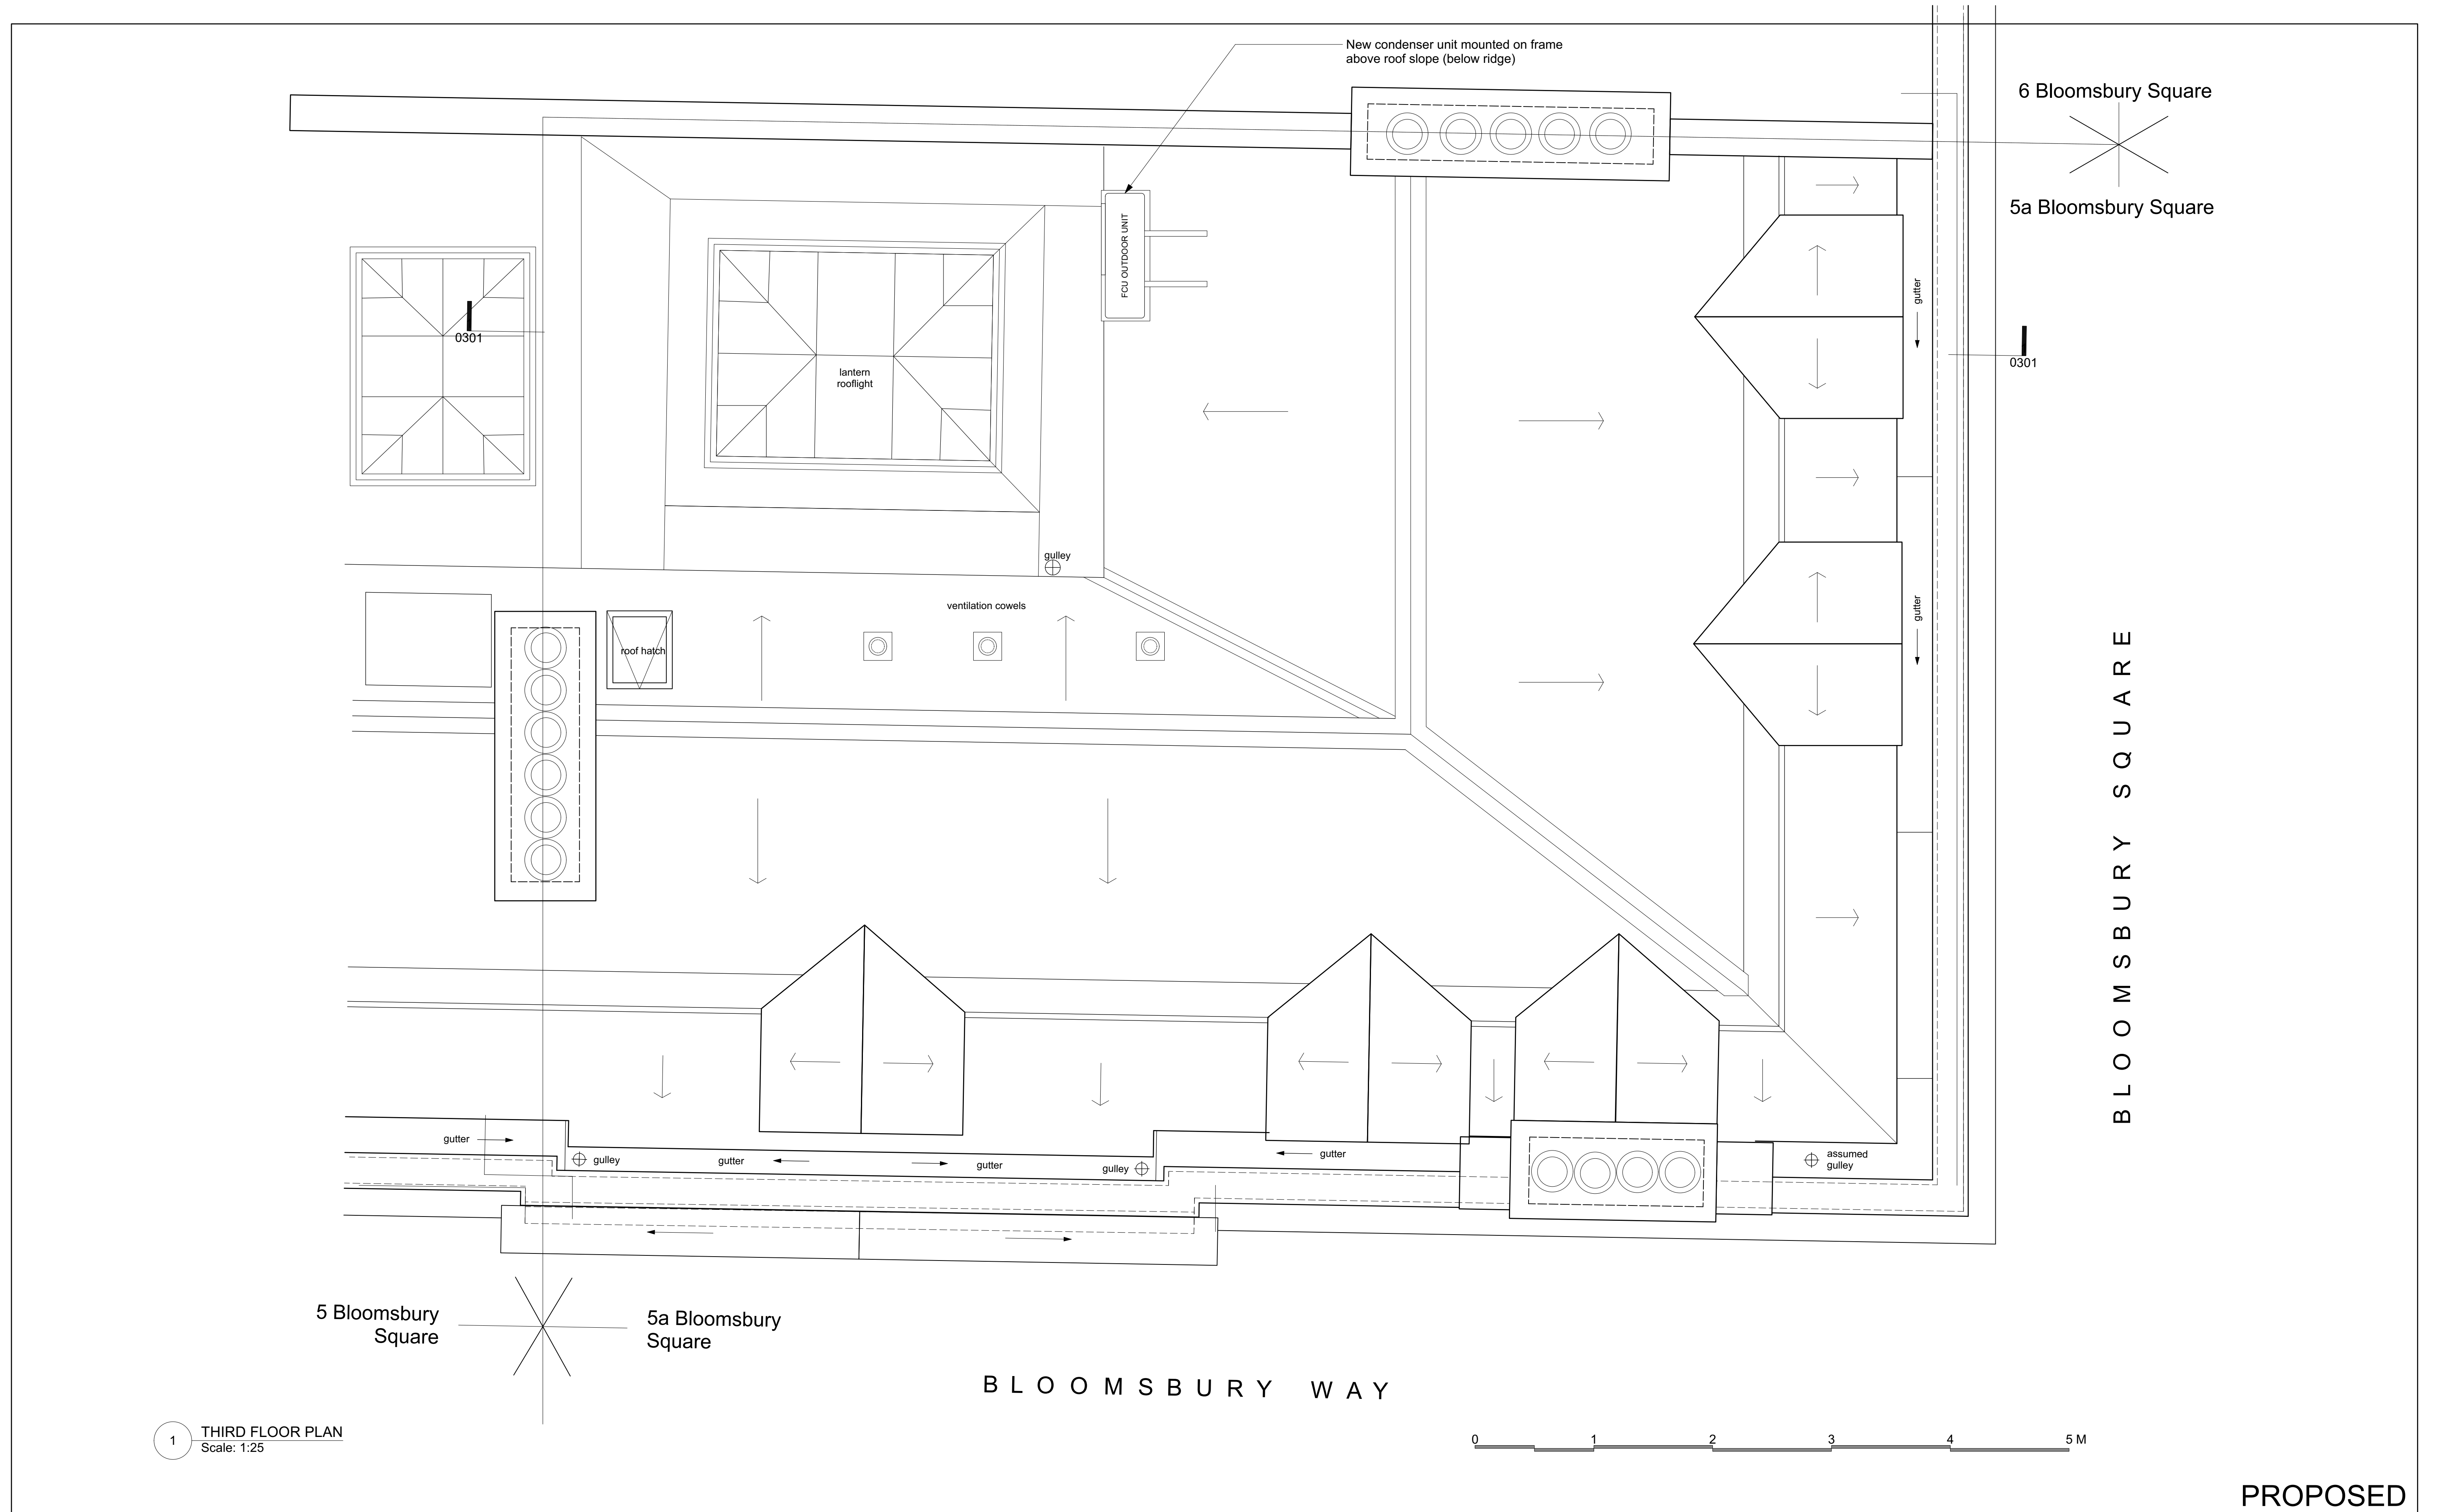 New condenser unit mounted on frame
above roof slope (below ridge)
6 Bloomsbury Square
5a Bloomsbury Square
FCU OUTDOOR UNIT
gutter
0301
0301
lantern
rooflight
gulley
ventilation cowels
roof hatch
gutter
BLOOMSBURY SQUARE
gutter
gulley
gutter
gutter
gulley
gutter
assumed
gulley
5 Bloomsbury
Square
5a Bloomsbury
Square
BLOOMSBURY WAY
1
THIRD FLOOR PLAN
Scale: 1:25
0 1 2 3 4 5 M
PROPOSED